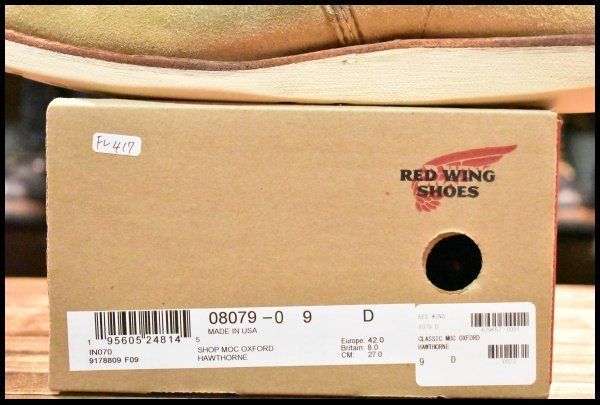 FL417
RED WING
SHOES
08079-0 9 D
MADE IN USA
1 95605 24814 5
IN070
9178809 F09
SHOP MOC OXFORD
HAWTHORNE
Europe: 42.0
Britain: 8.0
CM: 27.0
RED WING
8079 D
CLASSIC MOC OXFORD
HAWTHORNE
9 D